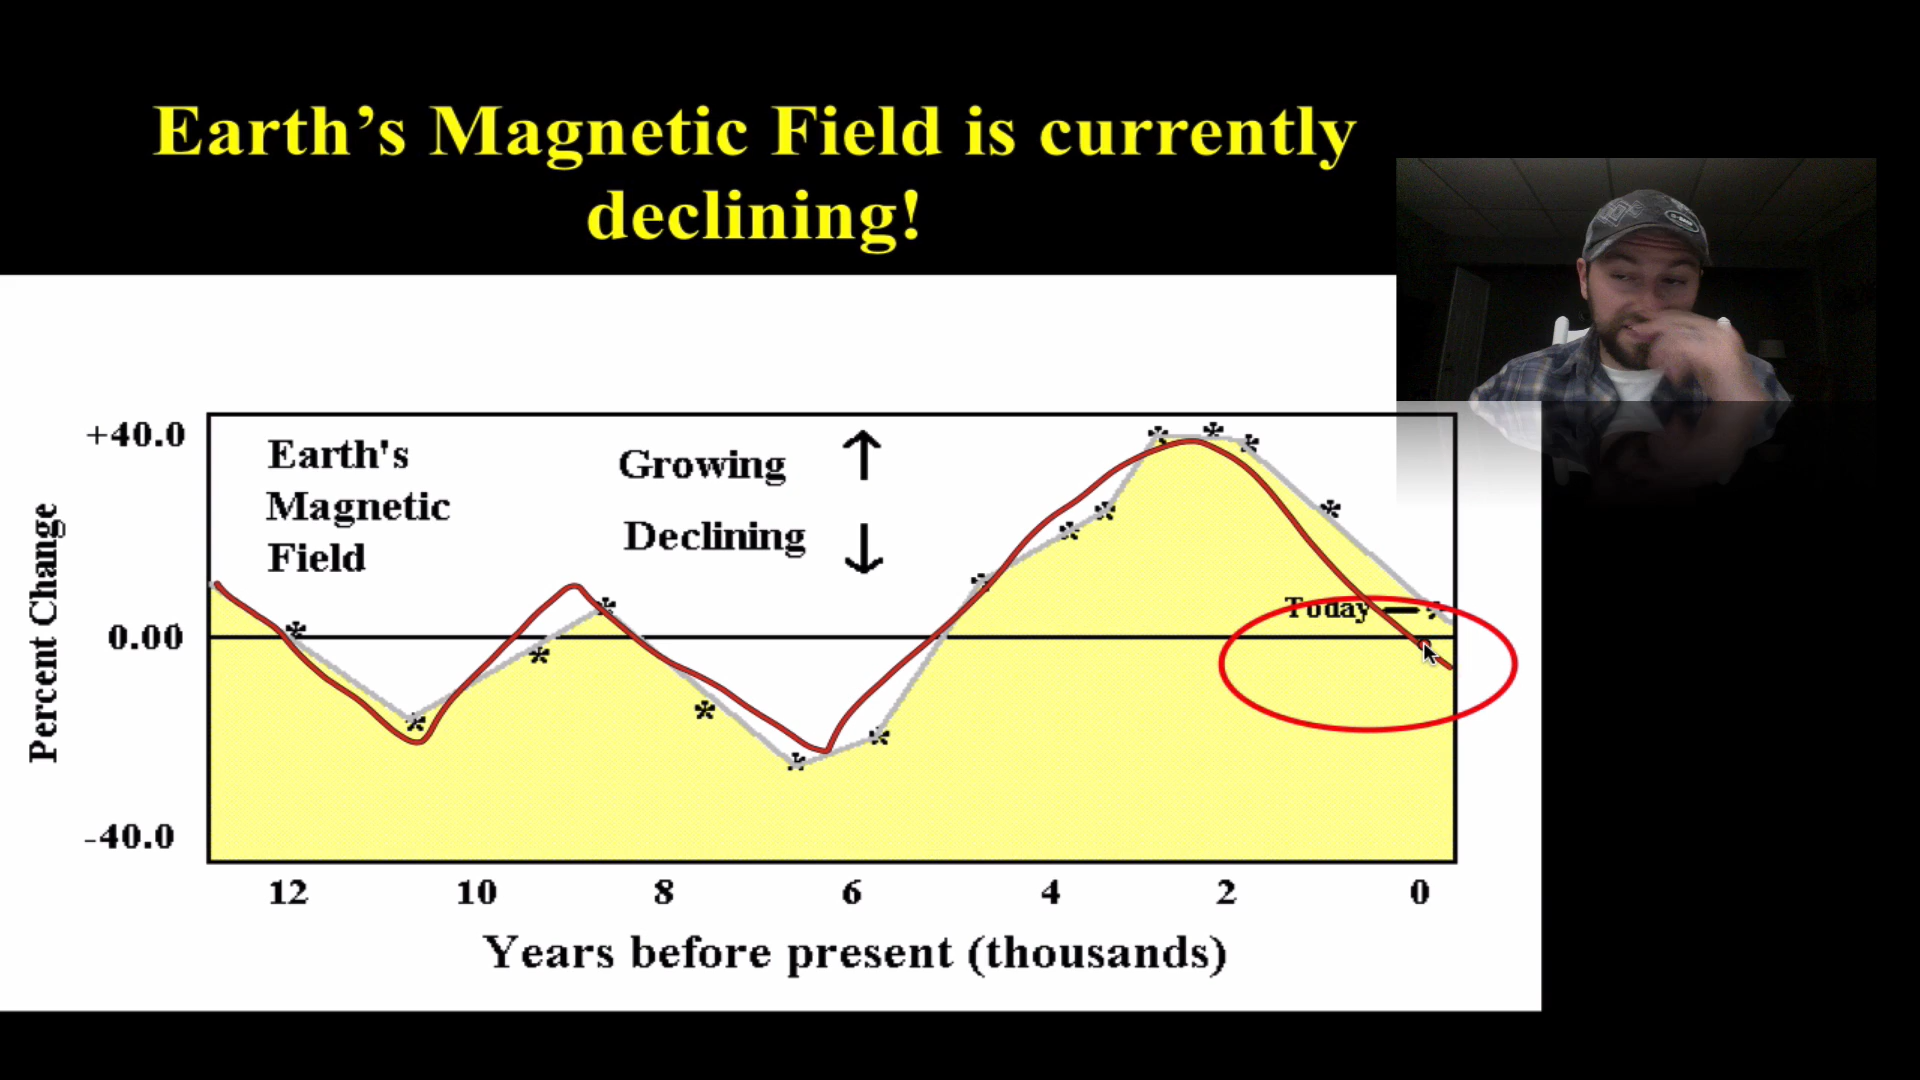 Earth's Magnetic Field is currently
declining!
+40.0
0.00
-40.0
Percent Change
Earth's
Magnetic
Field
Growing ↑
Declining ↓
Today
12 10 8 6 4 2 0
Years before present (thousands)